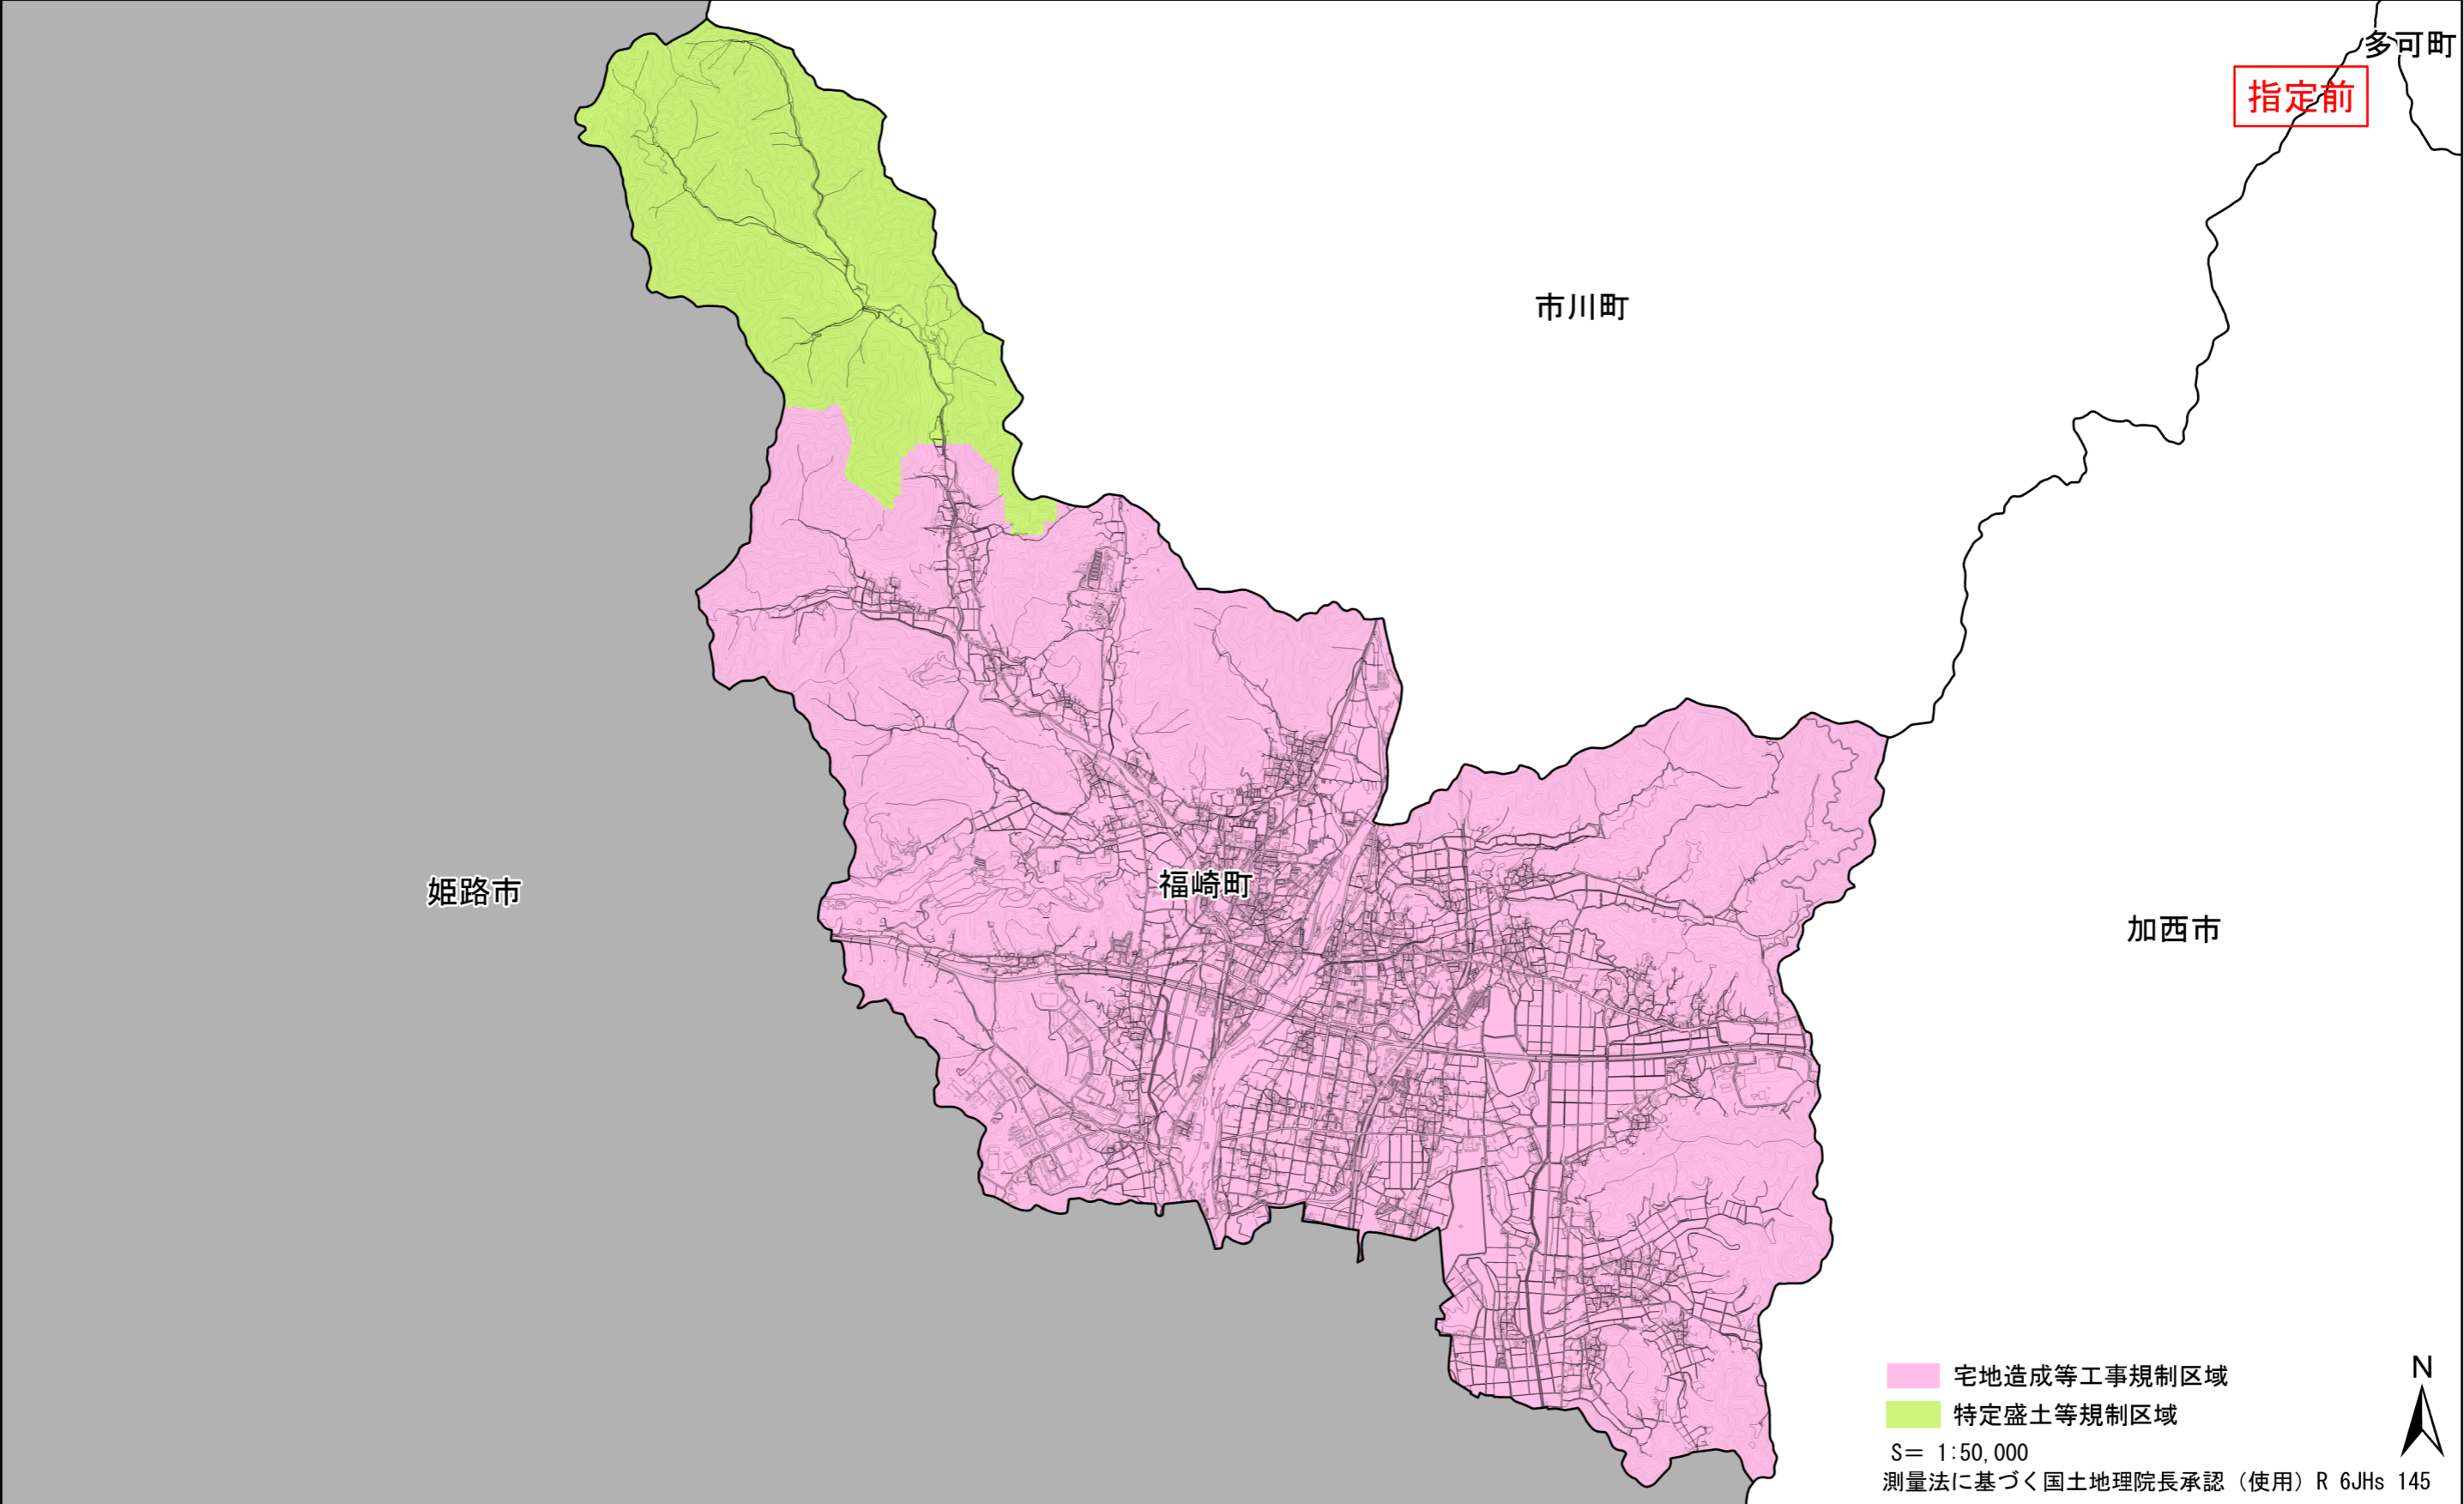 多可町
指定前
市川町
福崎町
姫路市
加西市
N
宅地造成等工事規制区域
特定盛土等規制区域
S＝ 1:50,000
測量法に基づく国土地理院長承認（使用）R 6JHs 145